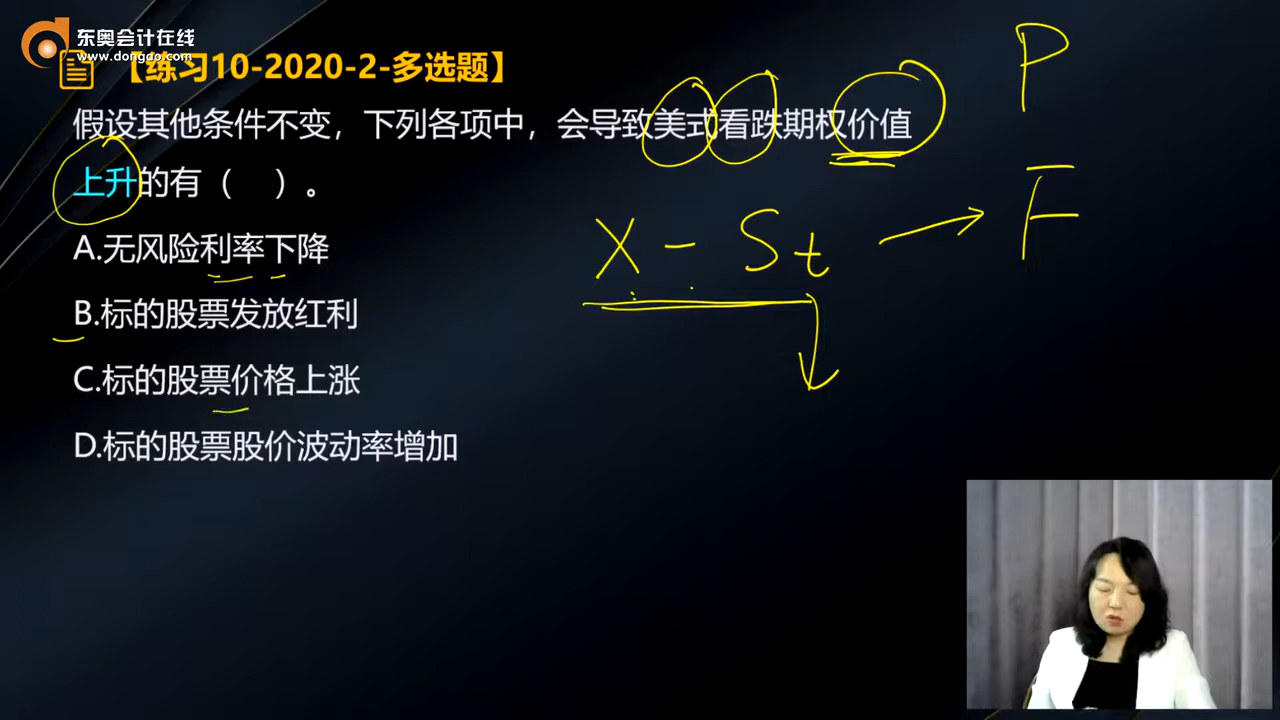 东奥会计在线
www.dongao.com
【练习10-2020-2-多选题】
假设其他条件不变，下列各项中，会导致美式看跌期权价值
上升的有（ ）。
A.无风险利率下降
B.标的股票发放红利
C.标的股票价格上涨
D.标的股票股价波动率增加
P
X - St → F